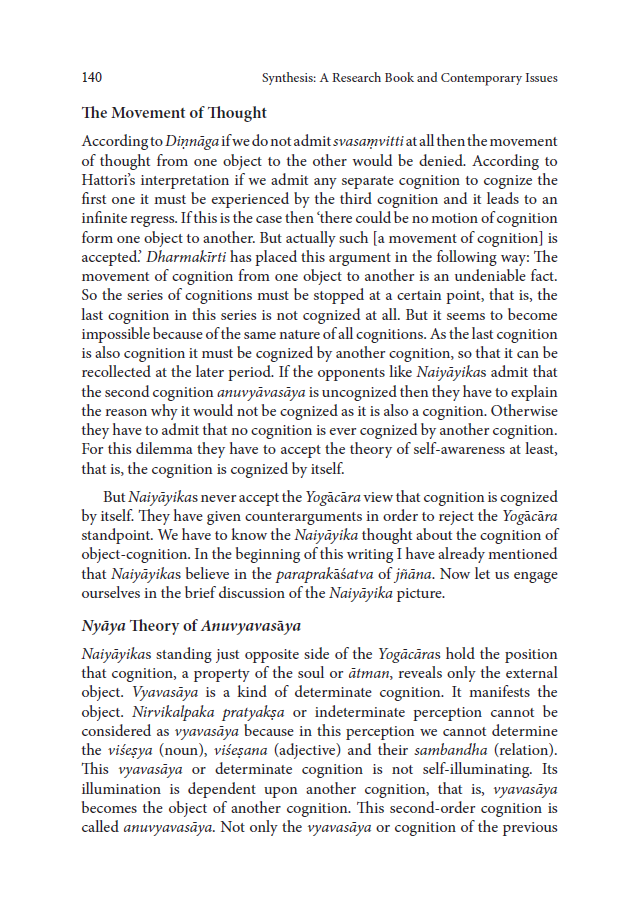 140 Synthesis: A Research Book and Contemporary Issues
The Movement of Thought
According to Diṇnāga if we do not admit svasaṃvitti at all then the movement
of thought from one object to the other would be denied. According to
Hattori’s interpretation if we admit any separate cognition to cognize the
first one it must be experienced by the third cognition and it leads to an
infinite regress. If this is the case then ‘there could be no motion of cognition
form one object to another. But actually such [a movement of cognition] is
accepted.’ Dharmakīrti has placed this argument in the following way: The
movement of cognition from one object to another is an undeniable fact.
So the series of cognitions must be stopped at a certain point, that is, the
last cognition in this series is not cognized at all. But it seems to become
impossible because of the same nature of all cognitions. As the last cognition
is also cognition it must be cognized by another cognition, so that it can be
recollected at the later period. If the opponents like Naiyāyikas admit that
the second cognition anuvyāvasāya is uncognized then they have to explain
the reason why it would not be cognized as it is also a cognition. Otherwise
they have to admit that no cognition is ever cognized by another cognition.
For this dilemma they have to accept the theory of self-awareness at least,
that is, the cognition is cognized by itself.
But Naiyāyikas never accept the Yogācāra view that cognition is cognized
by itself. They have given counterarguments in order to reject the Yogācāra
standpoint. We have to know the Naiyāyika thought about the cognition of
object-cognition. In the beginning of this writing I have already mentioned
that Naiyāyikas believe in the paraprakāśatva of jñāna. Now let us engage
ourselves in the brief discussion of the Naiyāyika picture.
Nyāya Theory of Anuvyavasāya
Naiyāyikas standing just opposite side of the Yogācāras hold the position
that cognition, a property of the soul or ātman, reveals only the external
object. Vyavasāya is a kind of determinate cognition. It manifests the
object. Nirvikalpaka pratyakṣa or indeterminate perception cannot be
considered as vyavasāya because in this perception we cannot determine
the viśeṣya (noun), viśeṣana (adjective) and their sambandha (relation).
This vyavasāya or determinate cognition is not self-illuminating. Its
illumination is dependent upon another cognition, that is, vyavasāya
becomes the object of another cognition. This second-order cognition is
called anuvyavasāya. Not only the vyavasāya or cognition of the previous